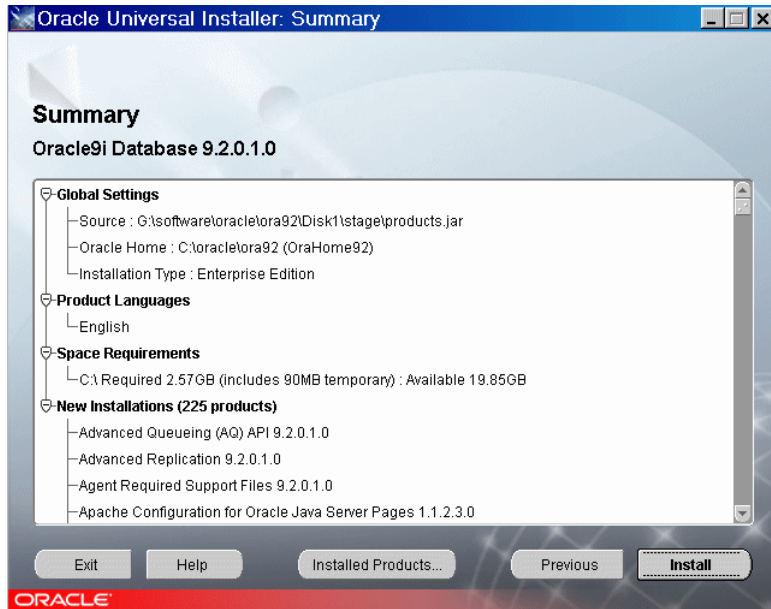 Oracle Universal Installer: Summary
Summary
Oracle9i Database 9.2.0.1.0
Global Settings
Source : G:\software\oracle\ora92\Disk1\stage\products.jar
Oracle Home : C:\oracle\ora92 (OraHome92)
Installation Type : Enterprise Edition
Product Languages
English
Space Requirements
C:\ Required 2.57GB (includes 90MB temporary) : Available 19.85GB
New Installations (225 products)
Advanced Queueing (AQ) API 9.2.0.1.0
Advanced Replication 9.2.0.1.0
Agent Required Support Files 9.2.0.1.0
Apache Configuration for Oracle Java Server Pages 1.1.2.3.0
Exit Help Installed Products... Previous Install
ORACLE